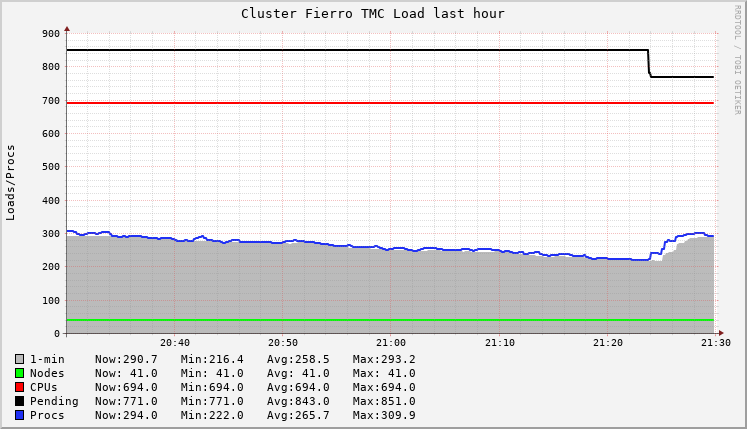 Cluster Fierro TMC Load last hour
RRDTOOL / TOBI OETIKER
Loads/Procs
900
800
700
600
500
400
300
200
100
0
20:40 20:50 21:00 21:10 21:20 21:30
1-min Now:290.7 Min:216.4 Avg:258.5 Max:293.2
Nodes Now: 41.0 Min: 41.0 Avg: 41.0 Max: 41.0
CPUs Now:694.0 Min:694.0 Avg:694.0 Max:694.0
Pending Now:771.0 Min:771.0 Avg:843.0 Max:851.0
Procs Now:294.0 Min:222.0 Avg:265.7 Max:309.9